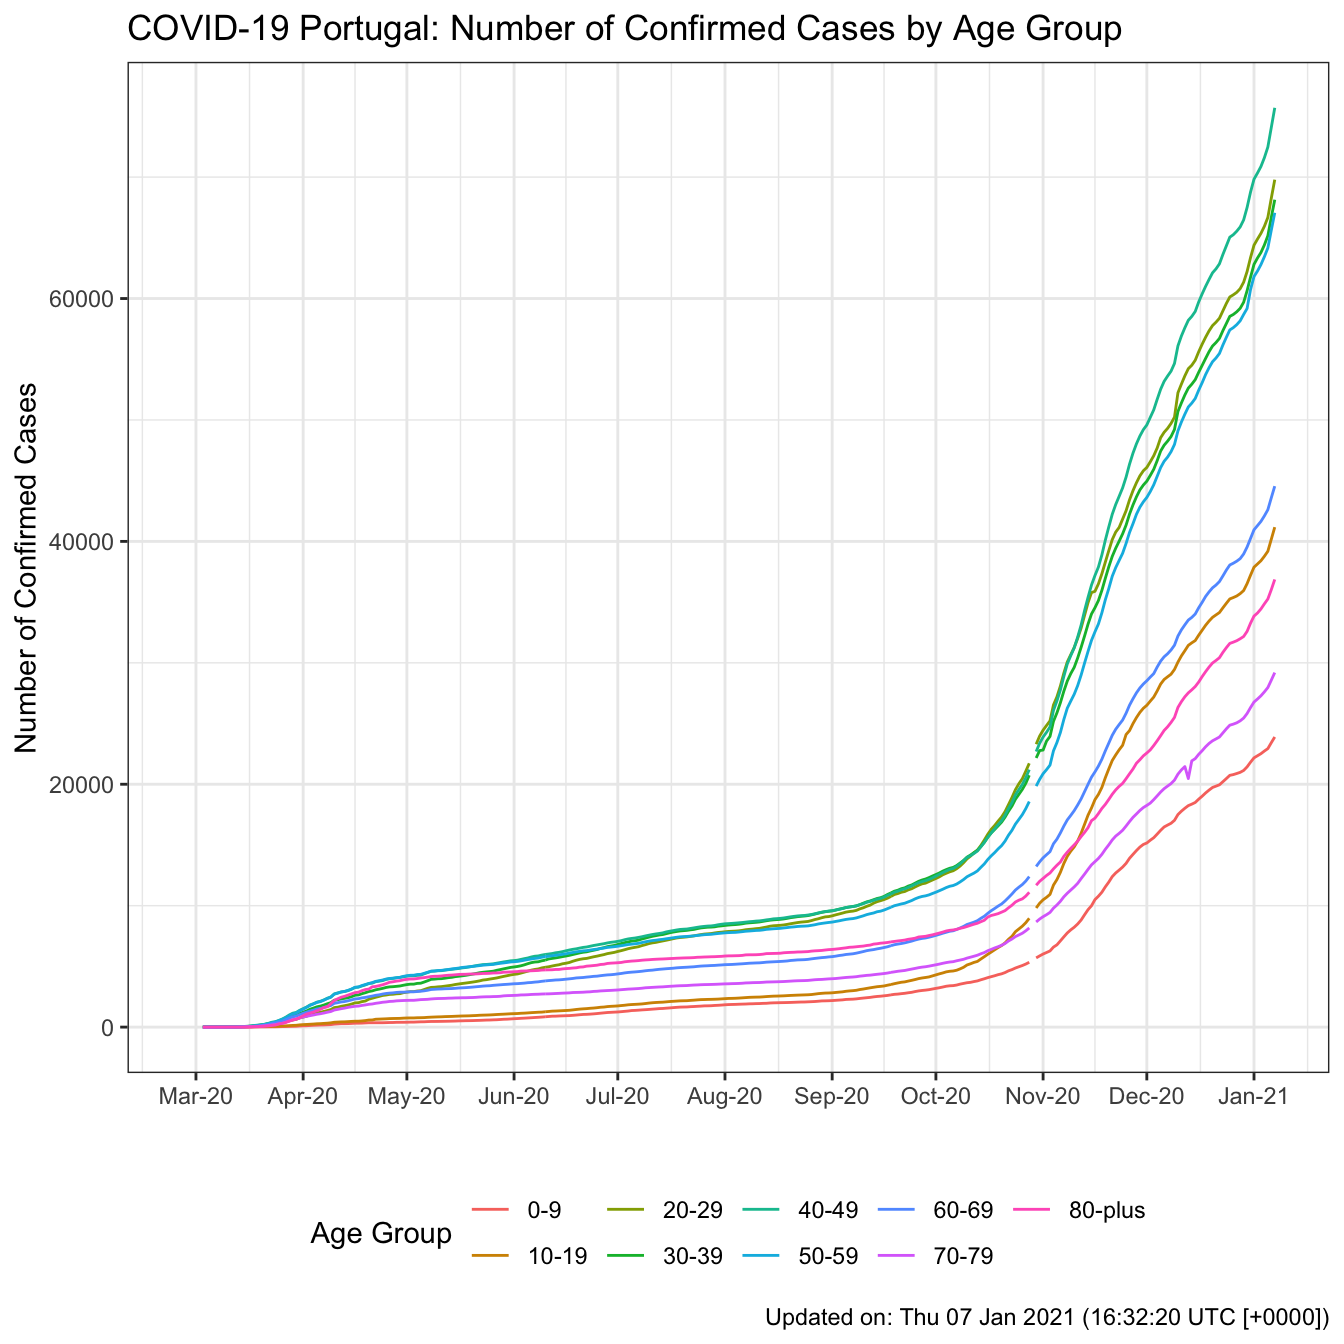 COVID-19 Portugal: Number of Confirmed Cases by Age Group
Number of Confirmed Cases
60000
40000
20000
0
Mar-20 Apr-20 May-20 Jun-20 Jul-20 Aug-20 Sep-20 Oct-20 Nov-20 Dec-20 Jan-21
Age Group
0-9 20-29 40-49 60-69 80-plus
10-19 30-39 50-59 70-79
Updated on: Thu 07 Jan 2021 (16:32:20 UTC [+0000])